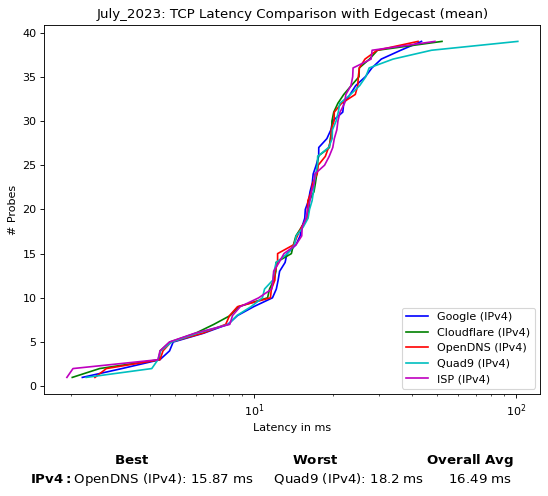 July_2023: TCP Latency Comparison with Edgecast (mean)
40
35
30
25
20
15
10
5
0
# Probes
Google (IPv4)
Cloudflare (IPv4)
OpenDNS (IPv4)
Quad9 (IPv4)
ISP (IPv4)
10¹ 10²
Latency in ms
Best Worst Overall Avg
IPv4: OpenDNS (IPv4): 15.87 ms Quad9 (IPv4): 18.2 ms 16.49 ms